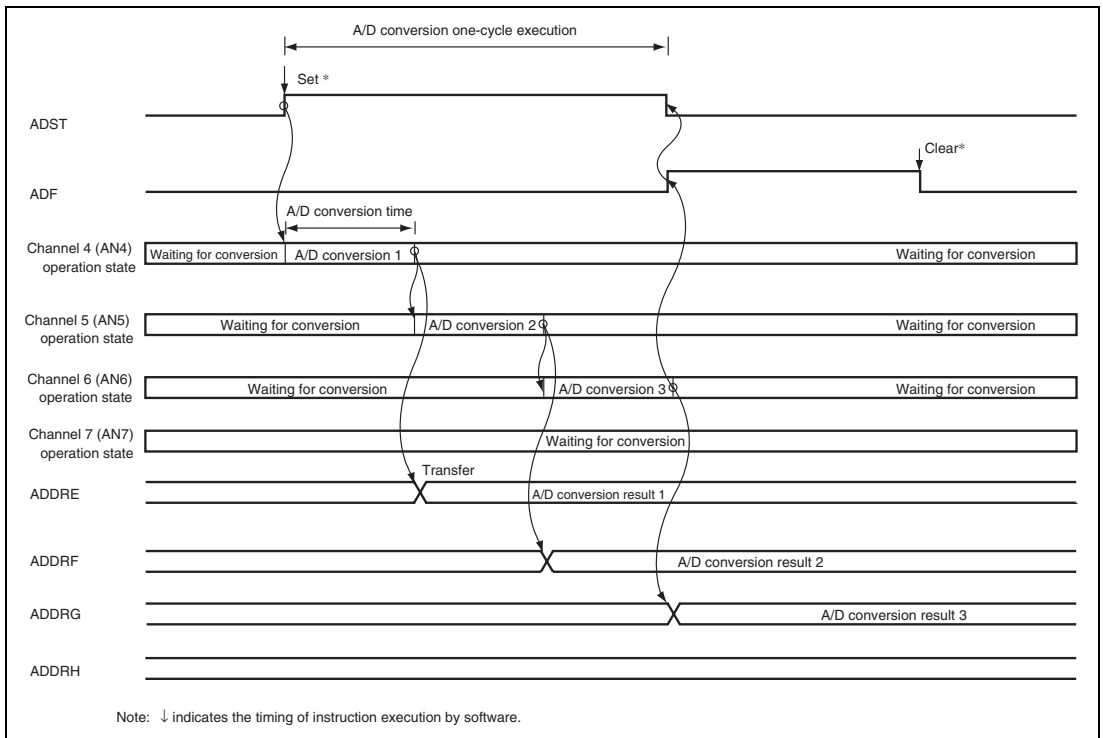 A/D conversion one-cycle execution
Set *
ADST
Clear*
ADF
A/D conversion time
Channel 4 (AN4)
operation state
Waiting for conversion
A/D conversion 1
Waiting for conversion
Channel 5 (AN5)
operation state
Waiting for conversion
A/D conversion 2
Waiting for conversion
Channel 6 (AN6)
operation state
Waiting for conversion
A/D conversion 3
Waiting for conversion
Channel 7 (AN7)
operation state
Waiting for conversion
Transfer
ADDRE
A/D conversion result 1
ADDRF
A/D conversion result 2
ADDRG
A/D conversion result 3
ADDRH
Note: ↓ indicates the timing of instruction execution by software.